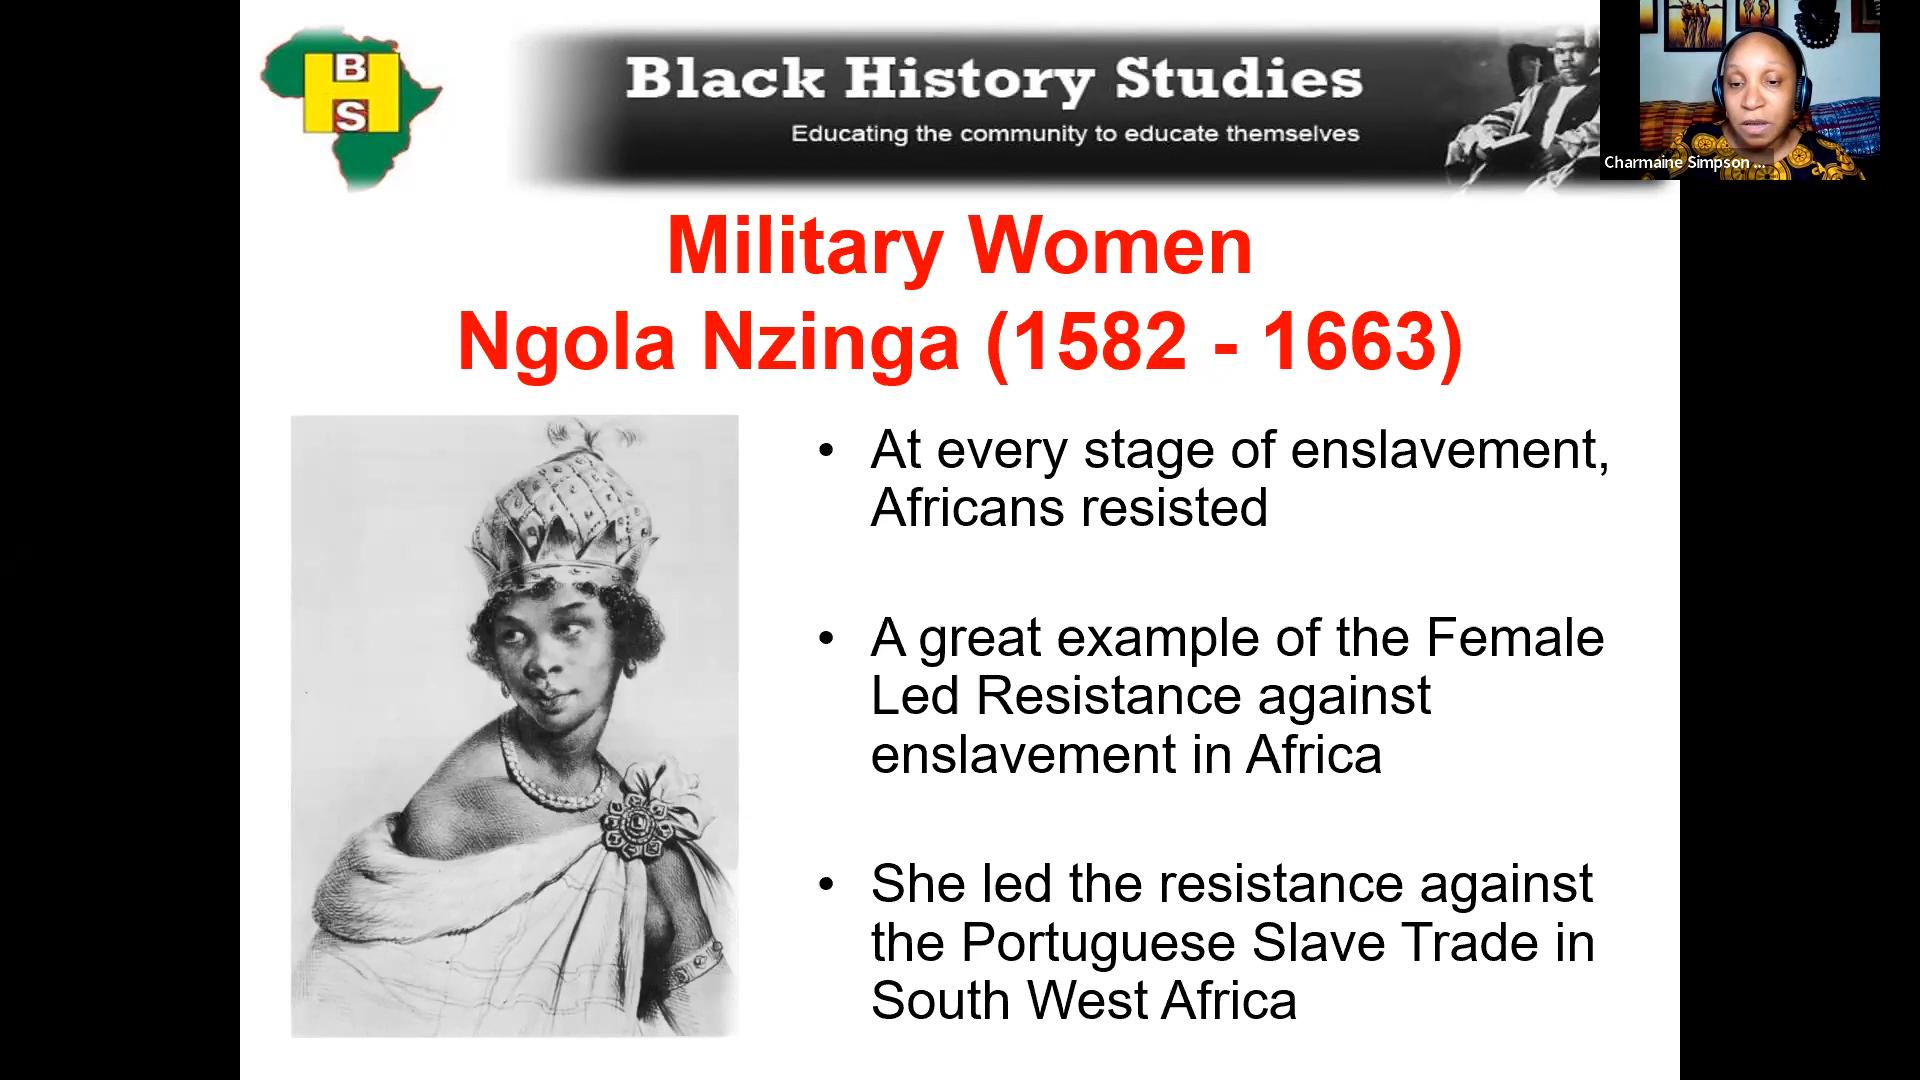 B
H
S
Black History Studies
Educating the community to educate themselves
Charmaine Simpson ...
Military Women
Ngola Nzinga (1582 - 1663)
• At every stage of enslavement,
Africans resisted
• A great example of the Female
Led Resistance against
enslavement in Africa
• She led the resistance against
the Portuguese Slave Trade in
South West Africa